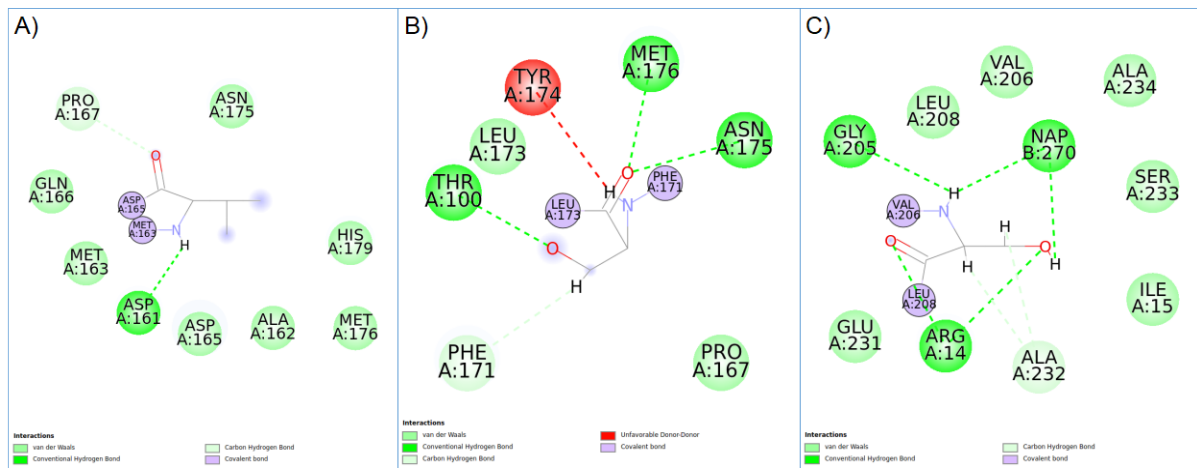 A)
PRO
A:167
ASN
A:175
O
GLN
A:166
ASP
A:165
MET
A:163
N
H
HIS
A:179
MET
A:163
ASP
A:161
ASP
A:165
ALA
A:162
MET
A:176
Interactions
van der Waals
Conventional Hydrogen Bond
Carbon Hydrogen Bond
Covalent bond
B)
MET
A:176
TYR
A:174
ASN
A:175
LEU
A:173
O
H
PHE
A:171
N
THR
A:100
LEU
A:173
O
H
PHE
A:171
PRO
A:167
Interactions
van der Waals
Conventional Hydrogen Bond
Carbon Hydrogen Bond
Unfavorable Donor-Donor
Covalent bond
C)
VAL
A:206
ALA
A:234
LEU
A:208
GLY
A:205
NAP
B:270
SER
A:233
H
VAL
A:206
N
H
O
O
H
H
LEU
A:208
ILE
A:15
GLU
A:231
ARG
A:14
ALA
A:232
Interactions
van der Waals
Conventional Hydrogen Bond
Carbon Hydrogen Bond
Covalent bond